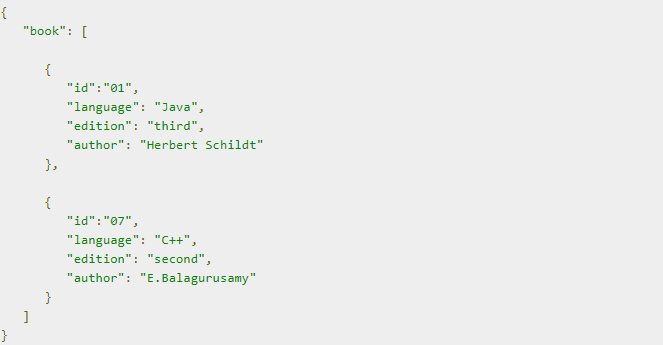 {
   "book": [

      {
         "id":"01",
         "language": "Java",
         "edition": "third",
         "author": "Herbert Schildt"
      },

      {
         "id":"07",
         "language": "C++",
         "edition": "second",
         "author": "E.Balagurusamy"
      }
   ]
}